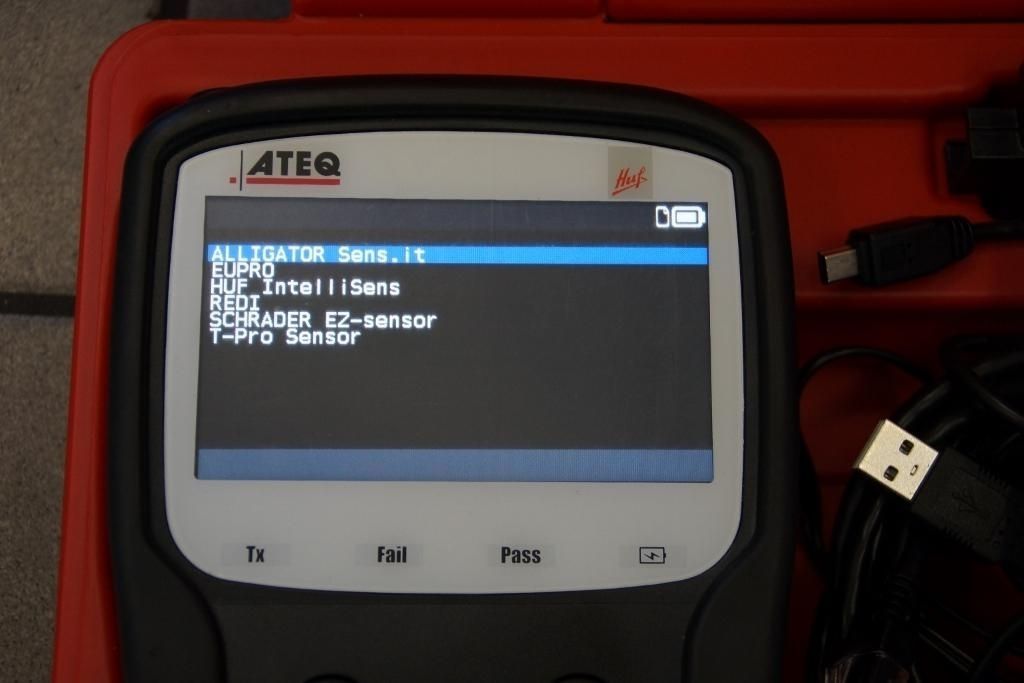 ATEQ
Huf
ALLIGATOR Sens.it
EUPRO
HUF IntelliSens
REDI
SCHRADER EZ-sensor
T-Pro Sensor
Tx Fail Pass